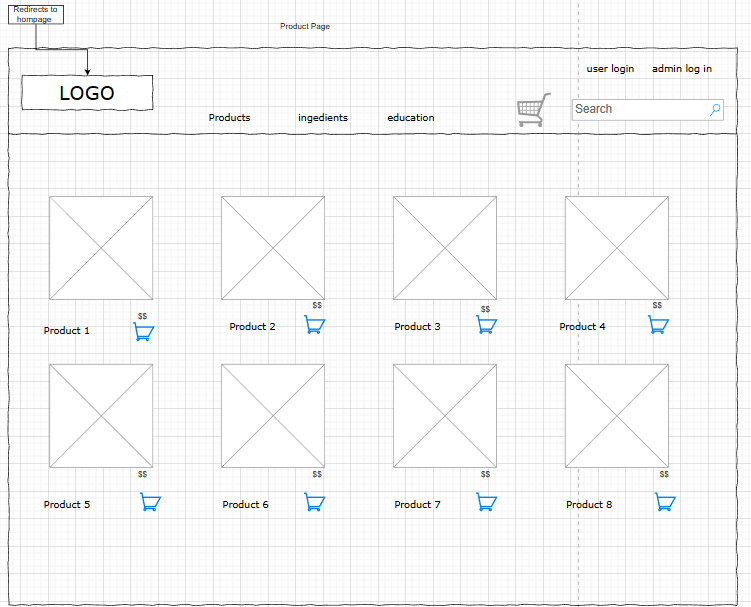 Redirects to
hompage
Product Page
user login
admin log in
LOGO
Search
Products
ingedients
education
$$
$$
$$
$$
Product 1
Product 2
Product 3
Product 4
$$
$$
$$
$$
Product 5
Product 6
Product 7
Product 8